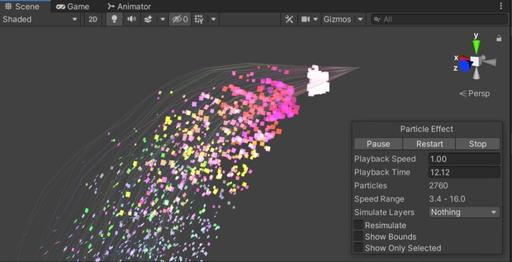 Scene Game Animator
Shaded 2D 0 Gizmos All
y
x
z
Persp
Particle Effect
Pause Restart Stop
Playback Speed 1.00
Playback Time 12.12
Particles 2760
Speed Range 3.4 - 16.0
Simulate Layers Nothing
Resimulate
Show Bounds
Show Only Selected